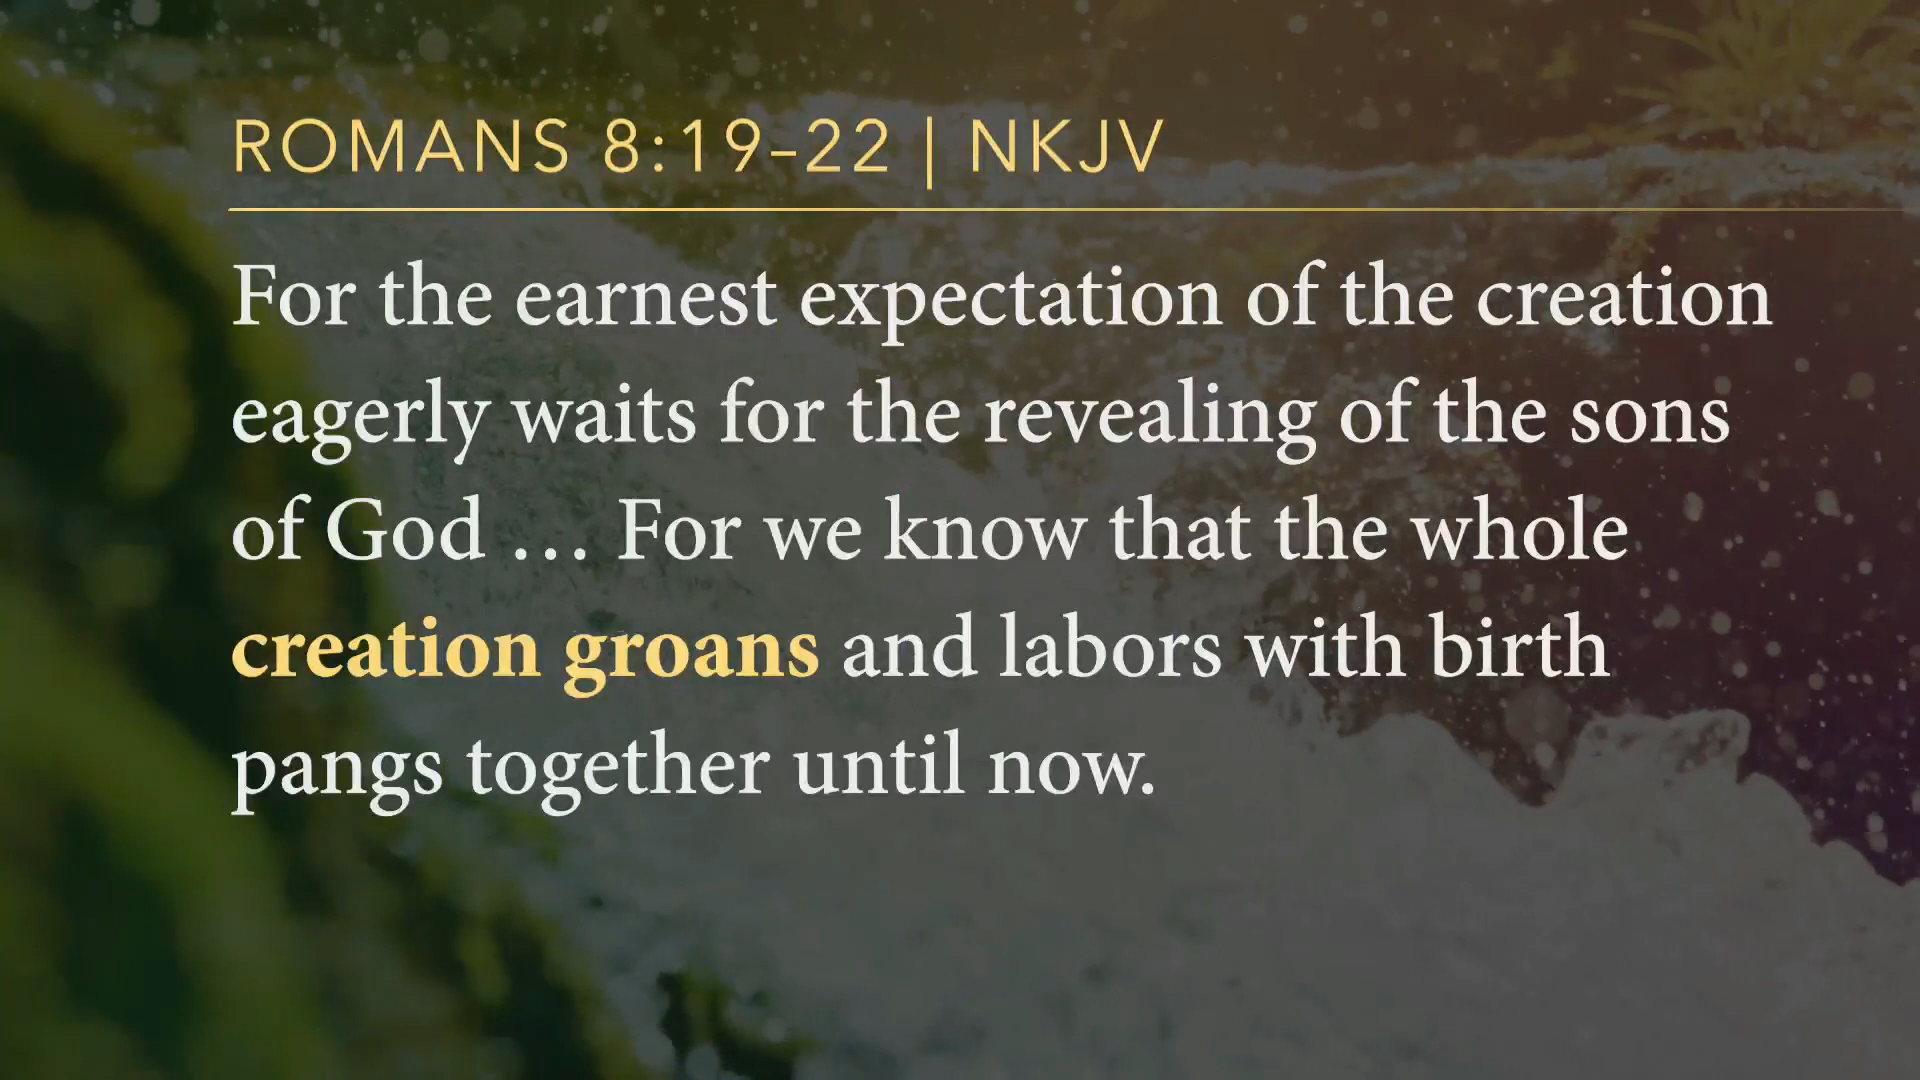 ROMANS 8:19–22 | NKJV
For the earnest expectation of the creation
eagerly waits for the revealing of the sons
of God … For we know that the whole
creation groans and labors with birth
pangs together until now.